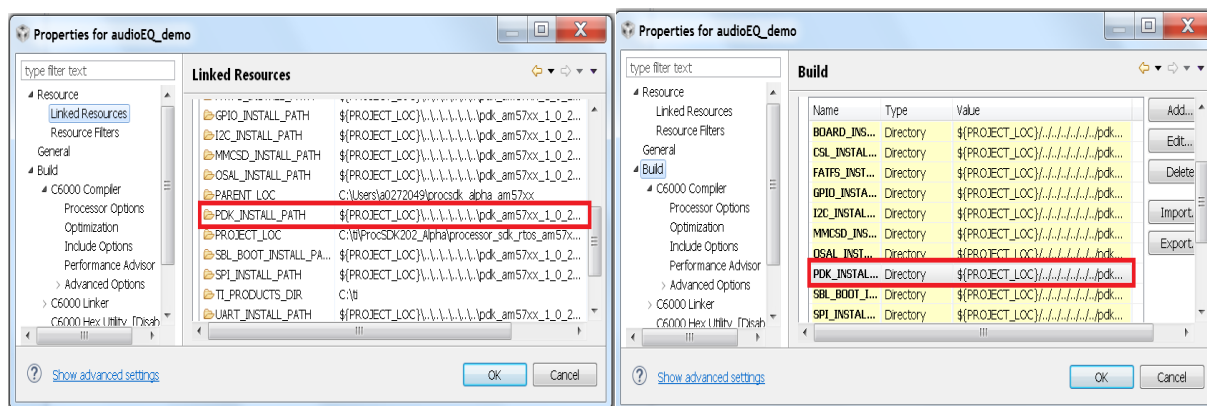 Properties for audioEQ_demo
type filter text
Resource
Linked Resources
Resource Filters
General
Build
C6000 Compiler
Processor Options
Optimization
Include Options
Performance Advisor
Advanced Options
C6000 Linker
C6000 Hex Utility [Disab
Linked Resources
GPIO_INSTALL_PATH ${PROJECT_LOC}\..\..\..\..\..\..\pdk_am57xx_1_0_2...
I2C_INSTALL_PATH ${PROJECT_LOC}\..\..\..\..\..\..\pdk_am57xx_1_0_2...
MMCSD_INSTALL_PATH ${PROJECT_LOC}\..\..\..\..\..\..\pdk_am57xx_1_0_2...
OSAL_INSTALL_PATH ${PROJECT_LOC}\..\..\..\..\..\..\pdk_am57xx_1_0_2...
PARENT_LOC C:\Users\a0272049\procsdk_alpha_am57xx
PDK_INSTALL_PATH ${PROJECT_LOC}\..\..\..\..\..\..\pdk_am57xx_1_0_2...
PROJECT_LOC C:\ti\ProcSDK202_Alpha\processor_sdk_rtos_am57x...
SBL_BOOT_INSTALL_PA... ${PROJECT_LOC}\..\..\..\..\..\..\pdk_am57xx_1_0_2...
SPI_INSTALL_PATH ${PROJECT_LOC}\..\..\..\..\..\..\pdk_am57xx_1_0_2...
TI_PRODUCTS_DIR C:\ti
UART_INSTALL_PATH ${PROJECT_LOC}\..\..\..\..\..\..\pdk_am57xx_1_0_2...
Show advanced settings
OK
Cancel
Properties for audioEQ_demo
type filter text
Resource
Linked Resources
Resource Filters
General
Build
C6000 Compiler
Processor Options
Optimization
Include Options
Performance Advisor
Advanced Options
C6000 Linker
C6000 Hex Utility [Disab
Build
Name Type Value
BOARD_INS... Directory ${PROJECT_LOC}/../../../../../../pdk...
CSL_INSTAL... Directory ${PROJECT_LOC}/../../../../../../pdk...
FATFS_INST... Directory ${PROJECT_LOC}/../../../../../../pdk...
GPIO_INSTA... Directory ${PROJECT_LOC}/../../../../../../pdk...
I2C_INSTAL... Directory ${PROJECT_LOC}/../../../../../../pdk...
MMCSD_INS... Directory ${PROJECT_LOC}/../../../../../../pdk...
OSAL_INST... Directory ${PROJECT_LOC}/../../../../../../pdk...
PDK_INSTAL... Directory ${PROJECT_LOC}/../../../../../../pdk...
SBL_BOOT_I... Directory ${PROJECT_LOC}/../../../../../../pdk...
SPI_INSTAL... Directory ${PROJECT_LOC}/../../../../../../pdk...
Add...
Edit...
Delete
Import.
Export.
Show advanced settings
OK
Cancel